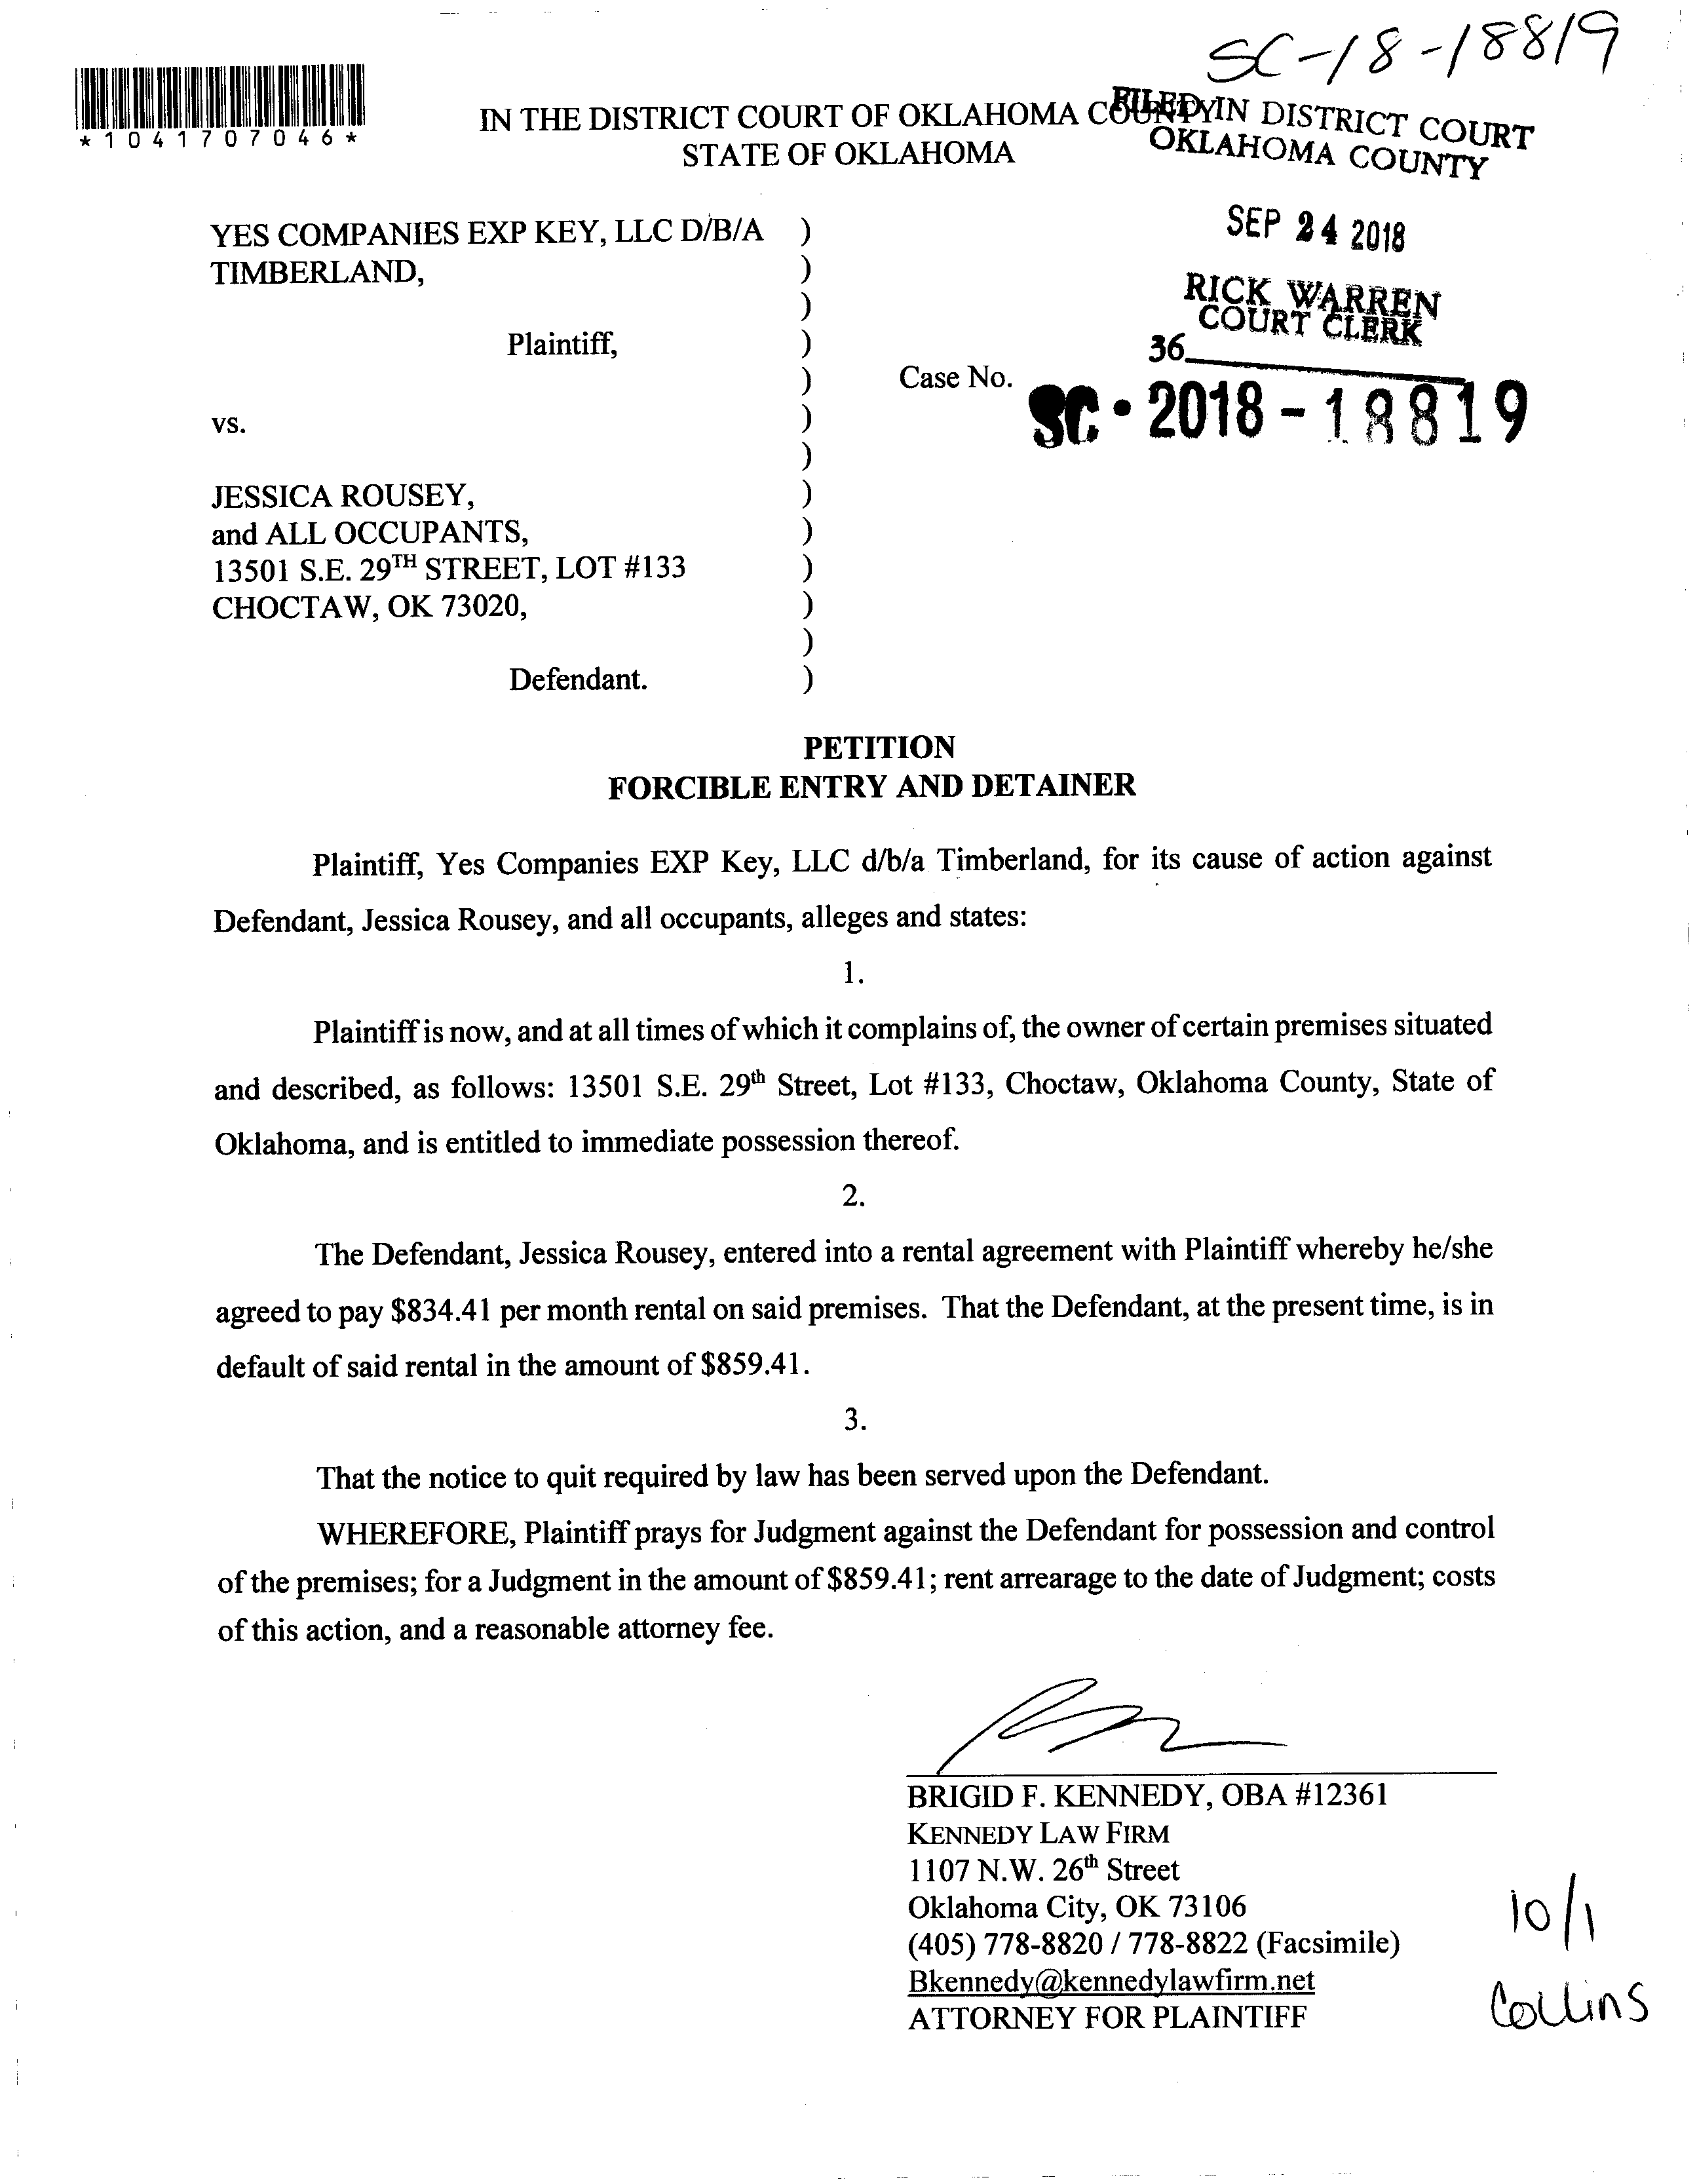 SC-18-18819
*1041707046*
IN THE DISTRICT COURT OF OKLAHOMA COUNTY
STATE OF OKLAHOMA
FILED IN DISTRICT COURT
OKLAHOMA COUNTY
SEP 24 2018
RICK WARREN
COURT CLERK
36
YES COMPANIES EXP KEY, LLC D/B/A )
TIMBERLAND, )
)
Plaintiff, )
) Case No.
SC-2018-18819
vs. )
)
JESSICA ROUSEY, )
and ALL OCCUPANTS, )
13501 S.E. 29TH STREET, LOT #133 )
CHOCTAW, OK 73020, )
)
Defendant. )
PETITION
FORCIBLE ENTRY AND DETAINER
Plaintiff, Yes Companies EXP Key, LLC d/b/a Timberland, for its cause of action against
Defendant, Jessica Rousey, and all occupants, alleges and states:
1.
Plaintiff is now, and at all times of which it complains of, the owner of certain premises situated
and described, as follows: 13501 S.E. 29th Street, Lot #133, Choctaw, Oklahoma County, State of
Oklahoma, and is entitled to immediate possession thereof.
2.
The Defendant, Jessica Rousey, entered into a rental agreement with Plaintiff whereby he/she
agreed to pay $834.41 per month rental on said premises. That the Defendant, at the present time, is in
default of said rental in the amount of $859.41.
3.
That the notice to quit required by law has been served upon the Defendant.
WHEREFORE, Plaintiff prays for Judgment against the Defendant for possession and control
of the premises; for a Judgment in the amount of $859.41; rent arrearage to the date of Judgment; costs
of this action, and a reasonable attorney fee.
BRIGID F. KENNEDY, OBA #12361
KENNEDY LAW FIRM
1107 N.W. 26th Street
Oklahoma City, OK 73106
(405) 778-8820 / 778-8822 (Facsimile)
Bkennedy@kennedylawfirm.net
ATTORNEY FOR PLAINTIFF
10/1
Collins